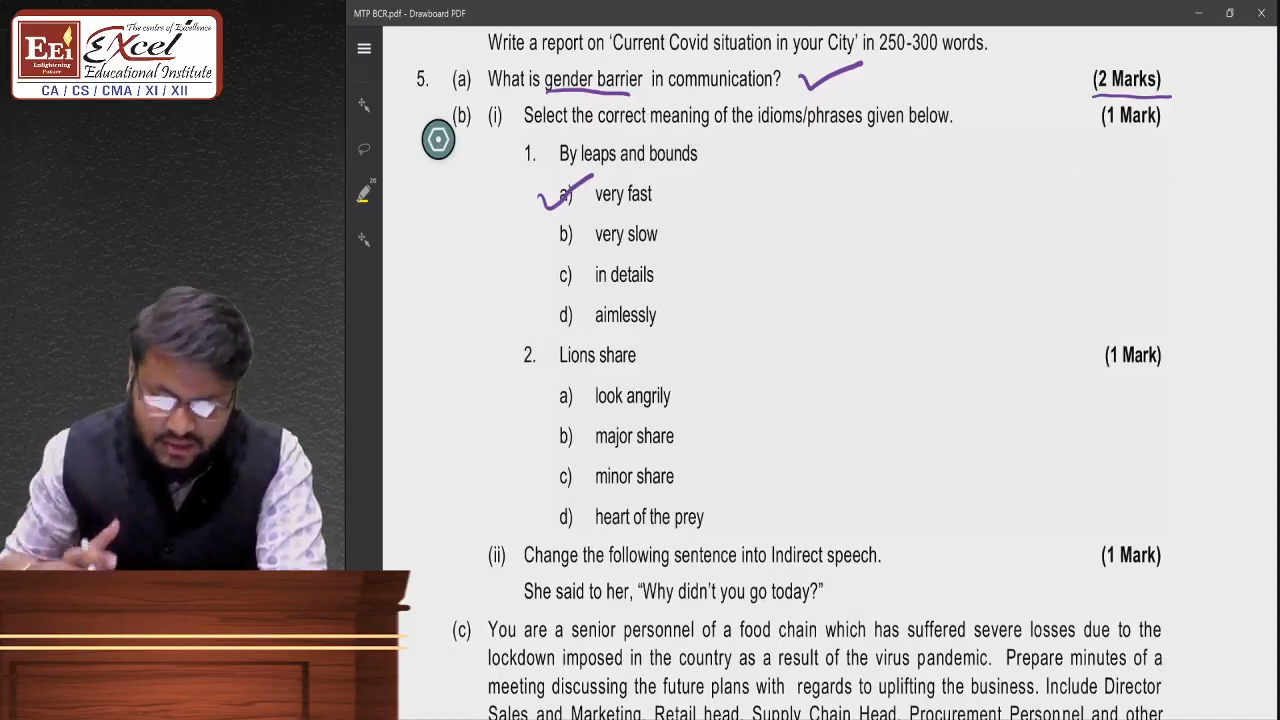 MTP BCR.pdf - Drawboard PDF
The centre of Excellence
EEi
Enlightening Future
eXcel
Educational Institute
CA / CS / CMA / XI / XII
20
Write a report on ‘Current Covid situation in your City’ in 250-300 words.
5. (a) What is gender barrier in communication? (2 Marks)
(b) (i) Select the correct meaning of the idioms/phrases given below. (1 Mark)
1. By leaps and bounds
a) very fast
b) very slow
c) in details
d) aimlessly
2. Lions share (1 Mark)
a) look angrily
b) major share
c) minor share
d) heart of the prey
(ii) Change the following sentence into Indirect speech. (1 Mark)
She said to her, “Why didn’t you go today?”
(c) You are a senior personnel of a food chain which has suffered severe losses due to the
lockdown imposed in the country as a result of the virus pandemic. Prepare minutes of a
meeting discussing the future plans with regards to uplifting the business. Include Director
Sales and Marketing, Retail head, Supply Chain Head, Procurement Personnel and other